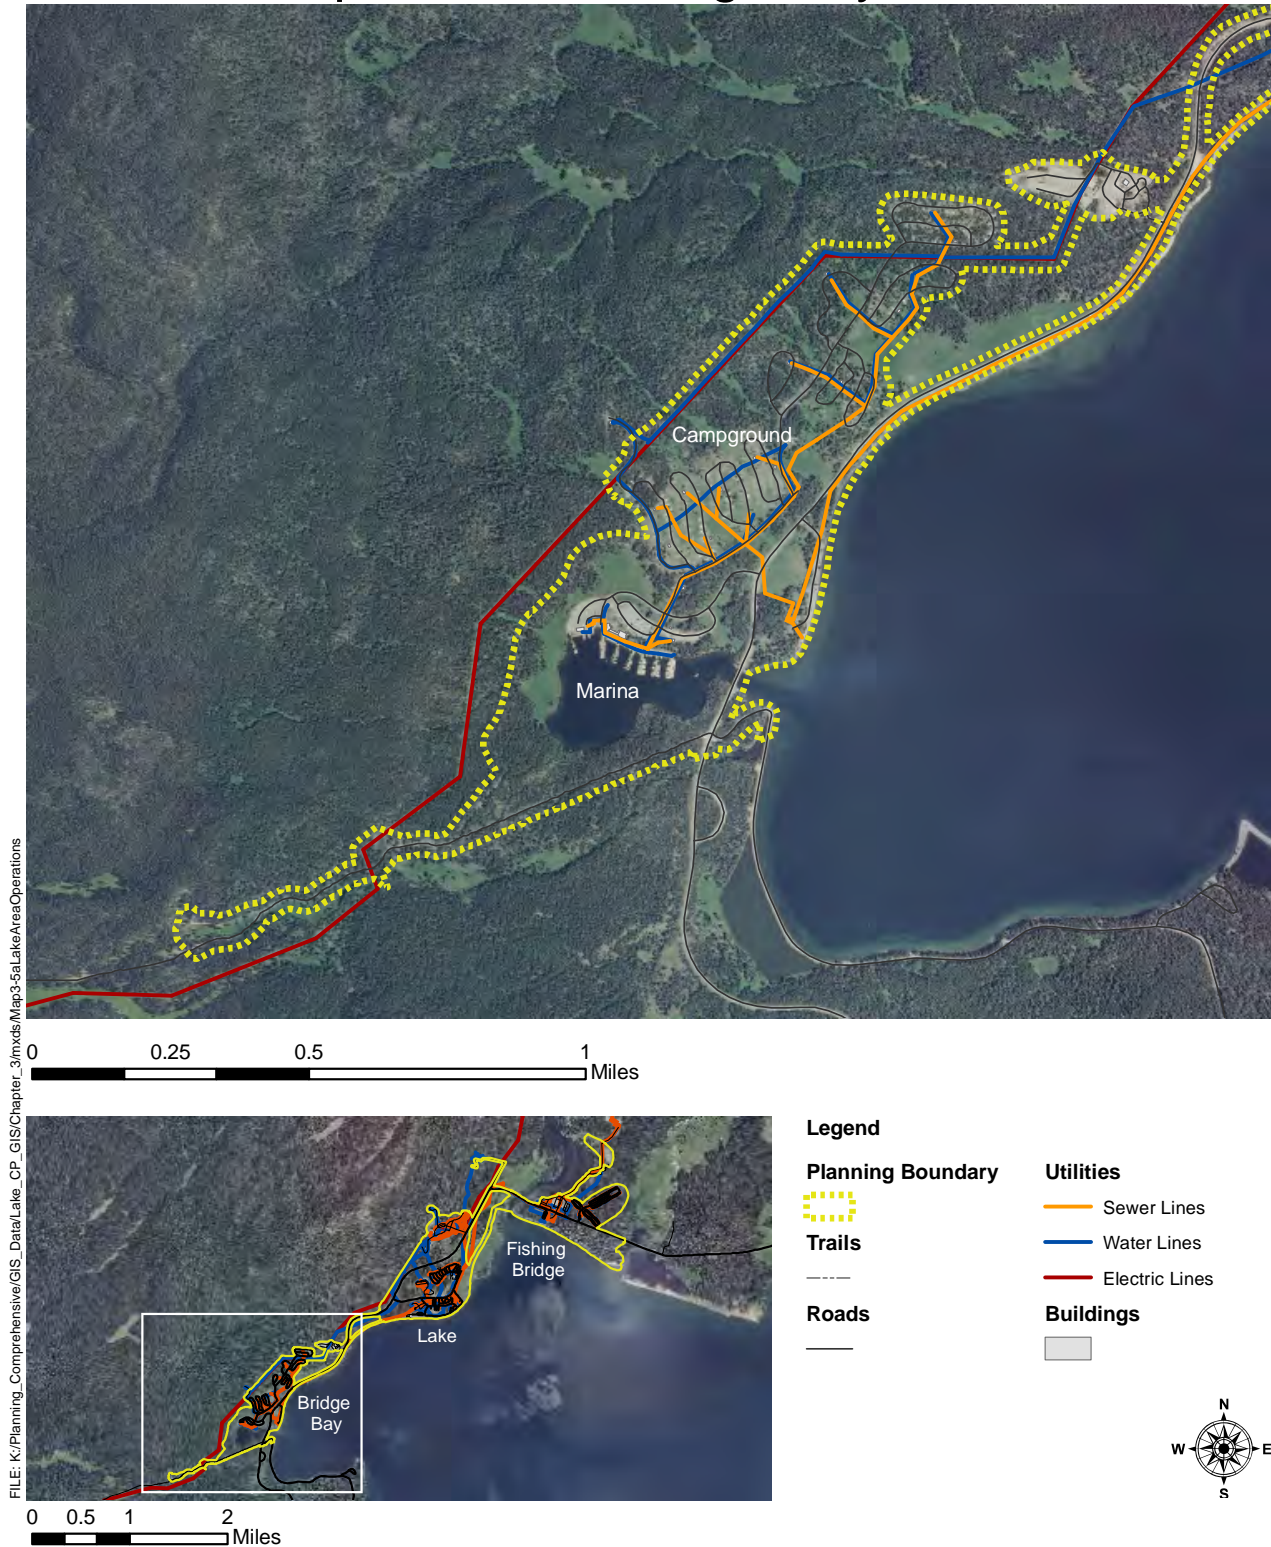 Campground
Marina
FILE: K:/Planning_Comprehensive/GIS_Data/Lake_CP_GIS/Chapter_3/mxds/Map3-5aLakeAreaOperations
0 0.25 0.5 1
Miles
Fishing
Bridge
Lake
Bridge
Bay
0 0.5 1 2
Miles
Legend
Planning Boundary
Trails
Roads
Utilities
Sewer Lines
Water Lines
Electric Lines
Buildings
N
W E
S